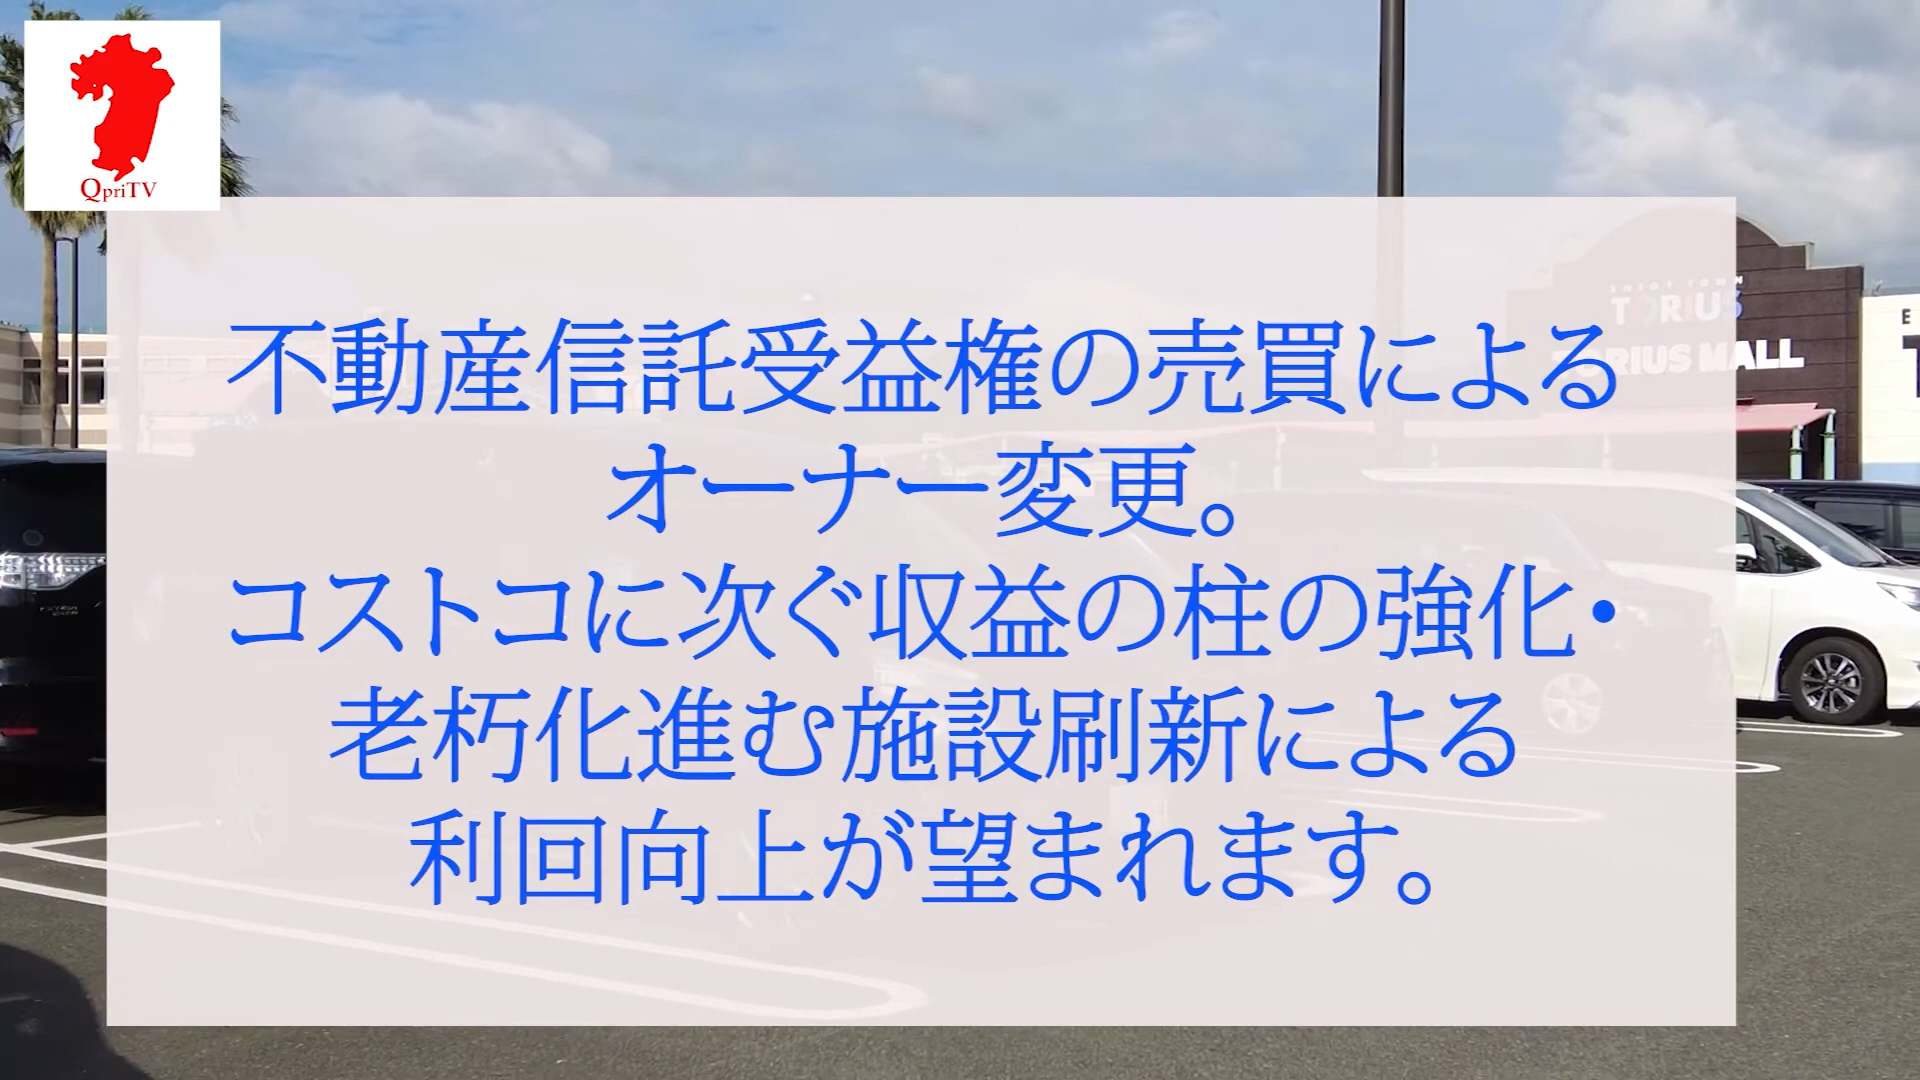 QpriTV
ENJOY TOWN
TORIUS
TORIUS MALL
不動産信託受益権の売買による
オーナー変更。
コストコに次ぐ収益の柱の強化・
老朽化進む施設刷新による
利回向上が望まれます。